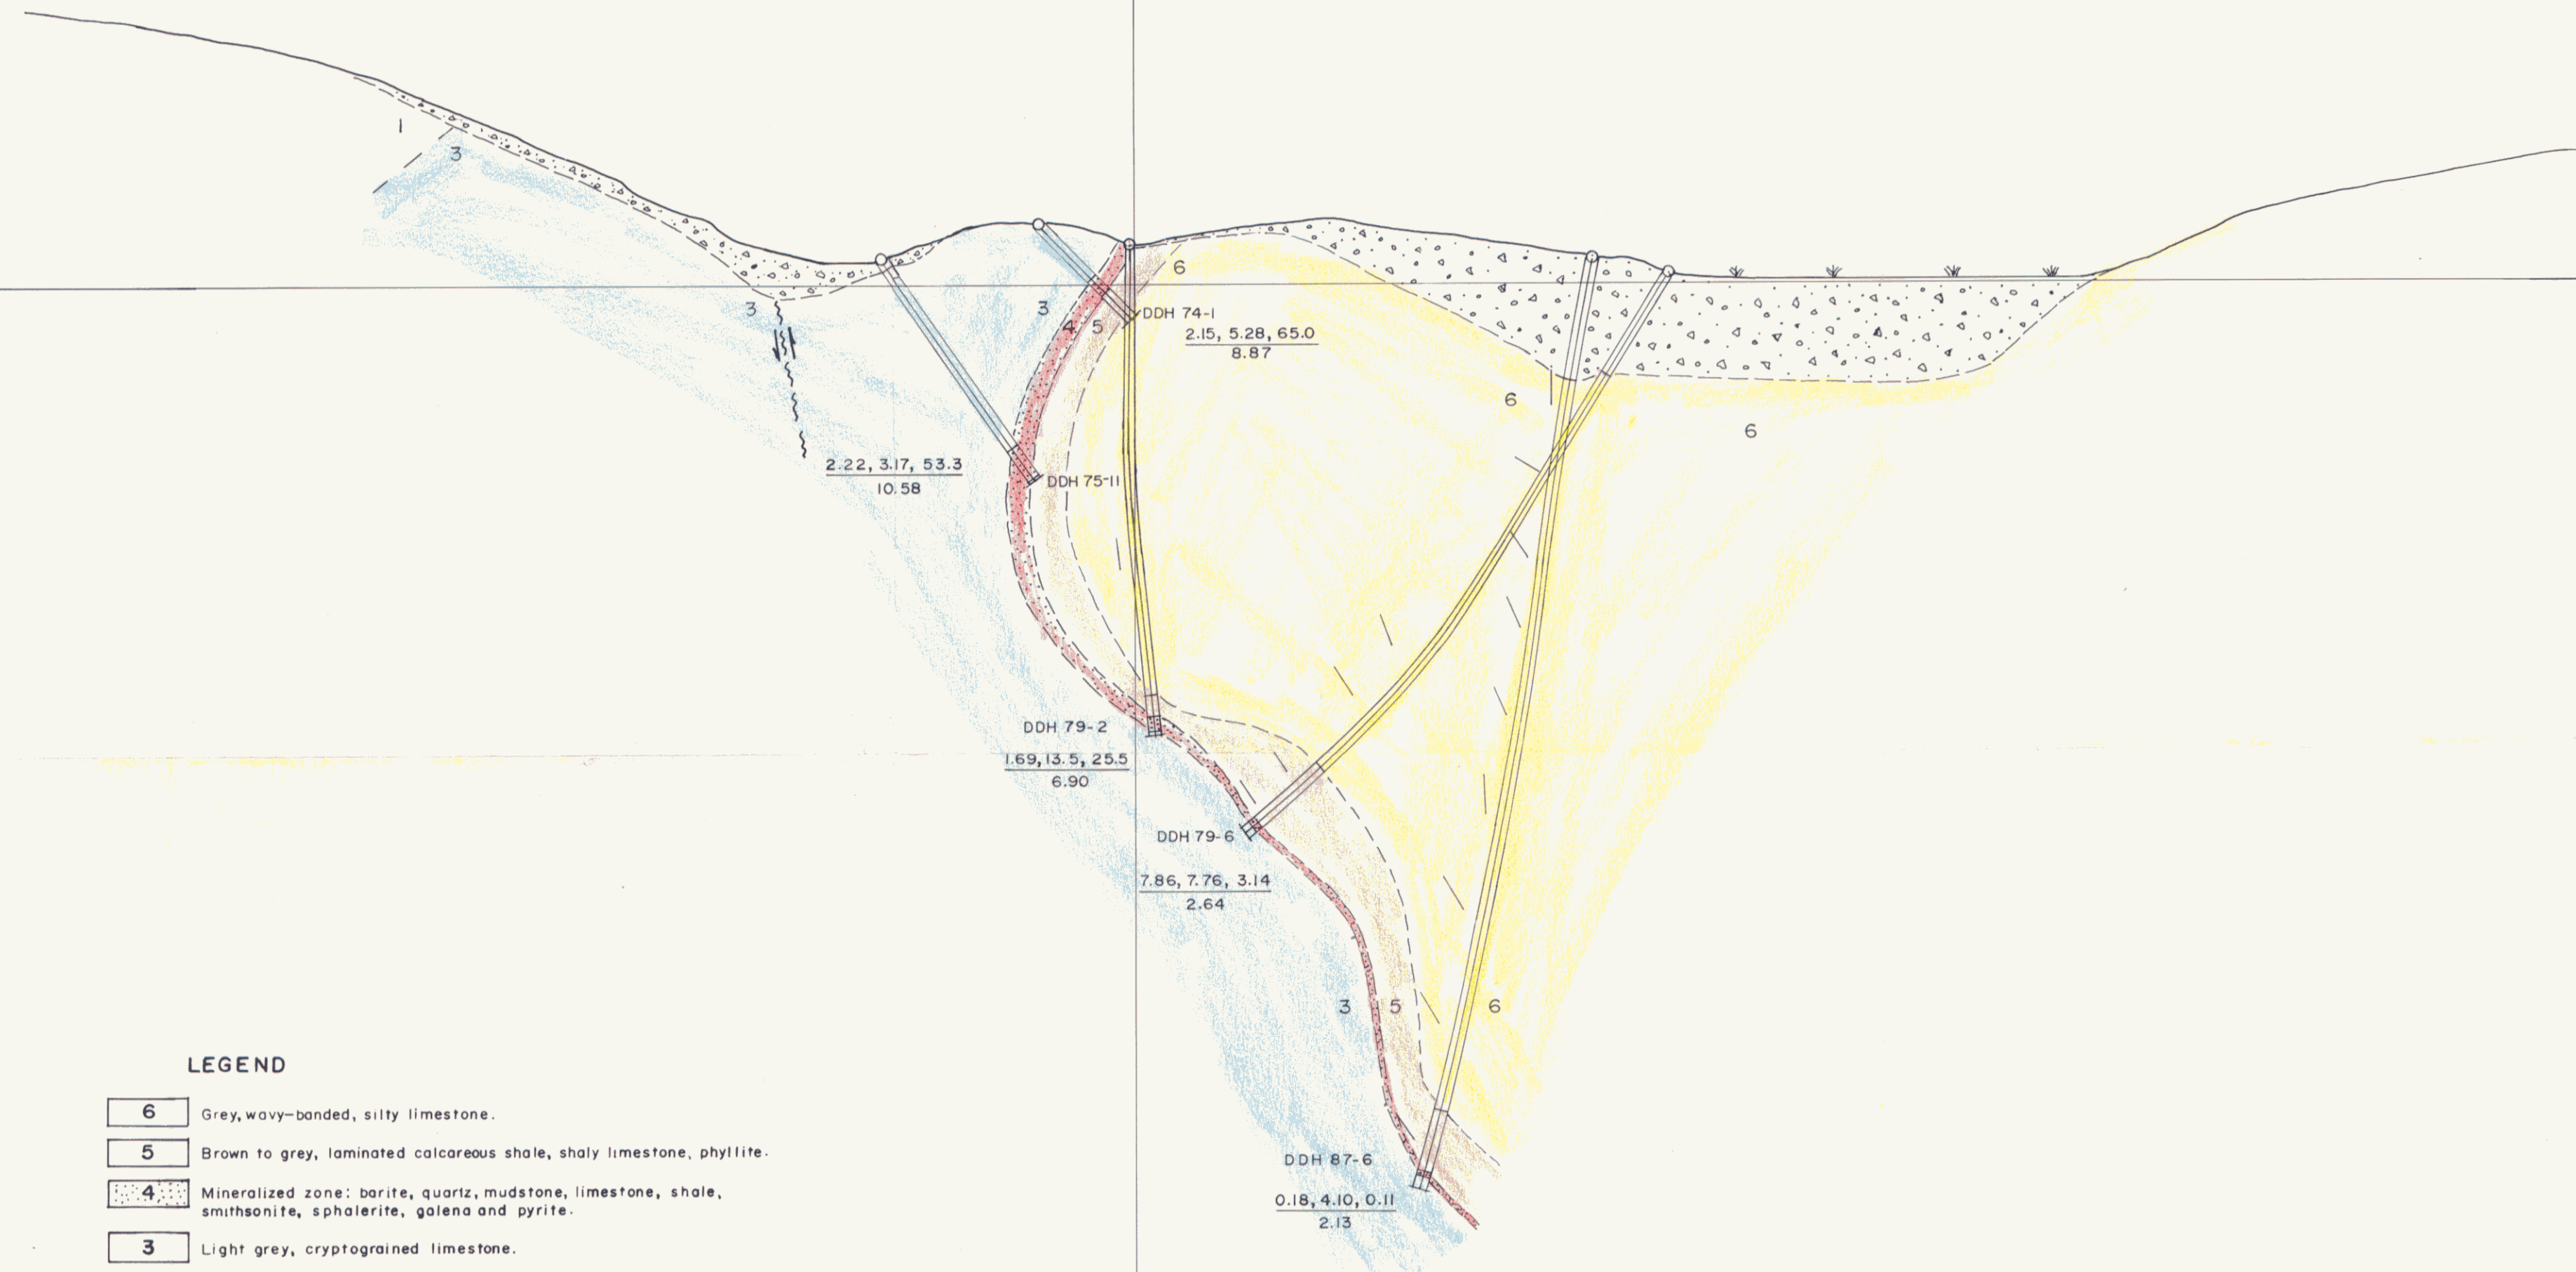 1
3
6
3
3
4
5
DDH 74-1
2.15, 5.28, 65.0
8.87
6
6
2.22, 3.17, 53.3
10.58
DDH 75-11
DDH 79-2
1.69, 13.5, 25.5
6.90
DDH 79-6
7.86, 7.76, 3.14
2.64
3
5
6
DDH 87-6
0.18, 4.10, 0.11
2.13
LEGEND
6 Grey, wavy-banded, silty limestone.
5 Brown to grey, laminated calcareous shale, shaly limestone, phyllite.
4 Mineralized zone: barite, quartz, mudstone, limestone, shale,
smithsonite, sphalerite, galena and pyrite.
3 Light grey, cryptograined limestone.